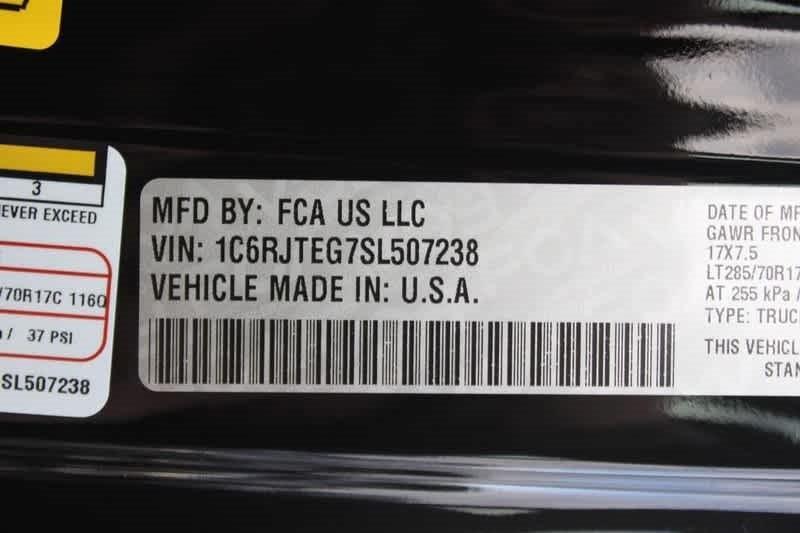 3
EVER EXCEED
/70R17C 116Q
/ 37 PSI
SL507238
MFD BY: FCA US LLC
VIN: 1C6RJTEG7SL507238
VEHICLE MADE IN: U.S.A.
DATE OF MF
GAWR FRON
17X7.5
LT285/70R17
AT 255 kPa /
TYPE: TRUC
THIS VEHICL
STAN